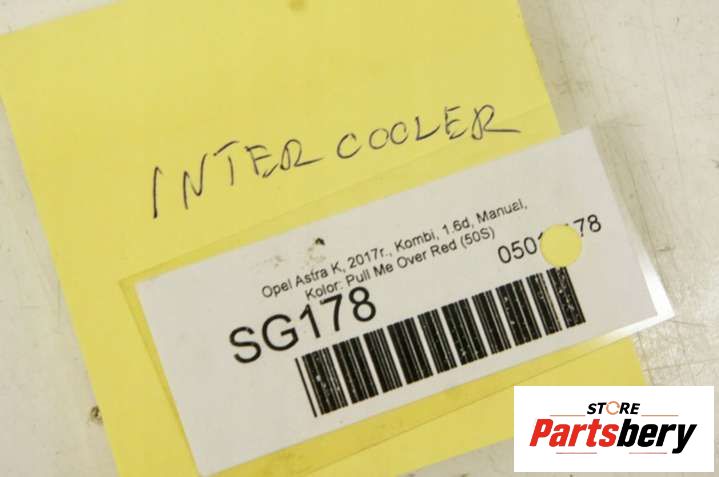 INTER COOLER
Opel Astra K, 2017r., Kombi, 1.6d, Manual,
Kolor: Pull Me Over Red (50S)
SG178
STORE
Partsbery